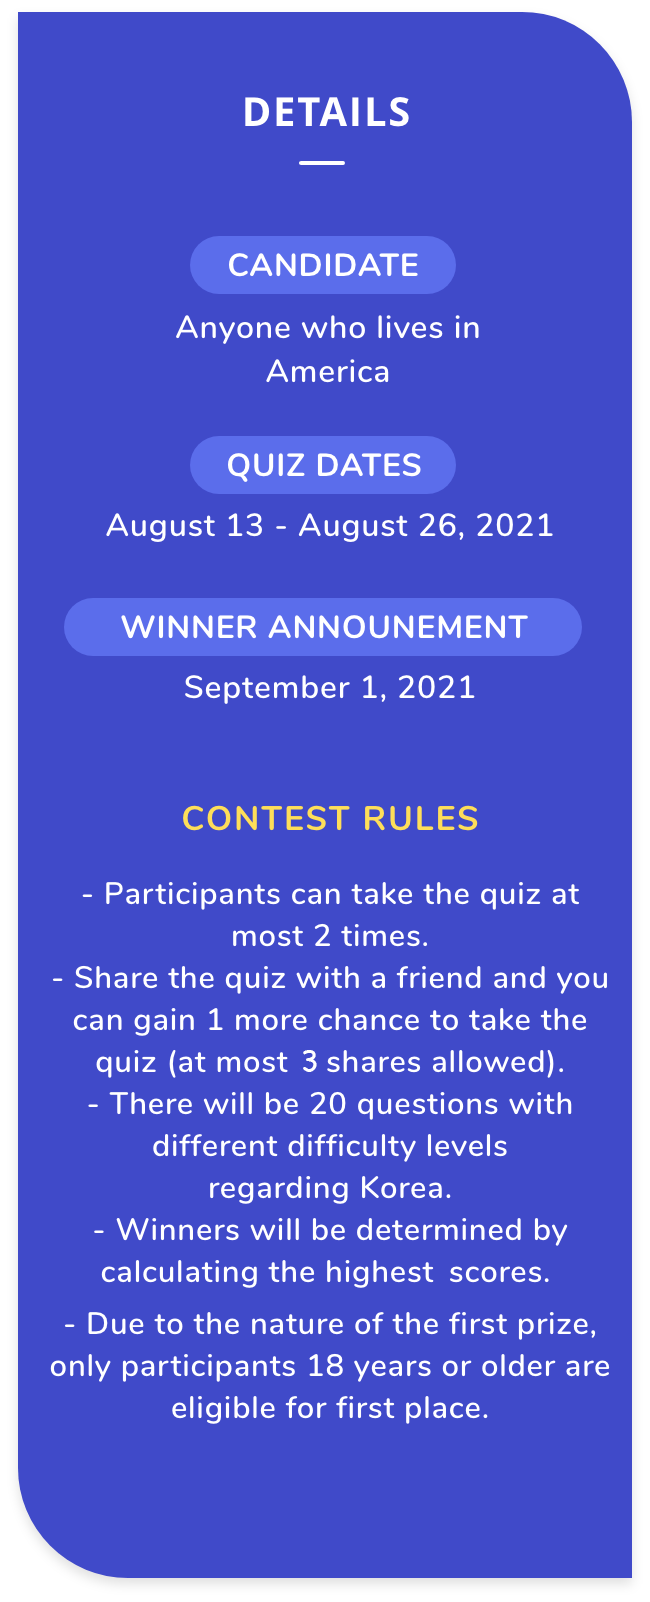 DETAILS
CANDIDATE
Anyone who lives in
America
QUIZ DATES
August 13 - August 26, 2021
WINNER ANNOUNEMENT
September 1, 2021
CONTEST RULES
- Participants can take the quiz at
most 2 times.
- Share the quiz with a friend and you
can gain 1 more chance to take the
quiz (at most 3 shares allowed).
- There will be 20 questions with
different difficulty levels
regarding Korea.
- Winners will be determined by
calculating the highest scores.
- Due to the nature of the first prize,
only participants 18 years or older are
eligible for first place.